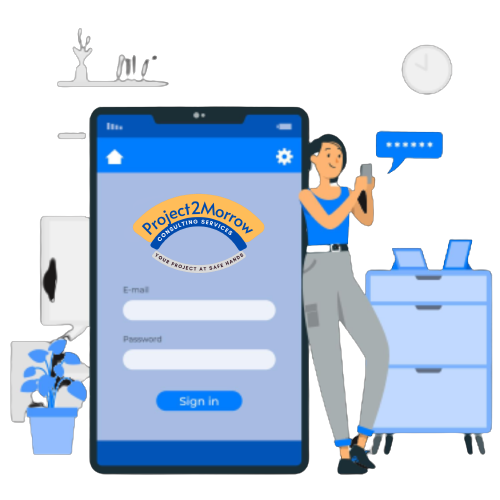 Project2Morrow
CONSULTING SERVICES
YOUR PROJECT AT SAFE HANDS
E-mail
Password
Sign in